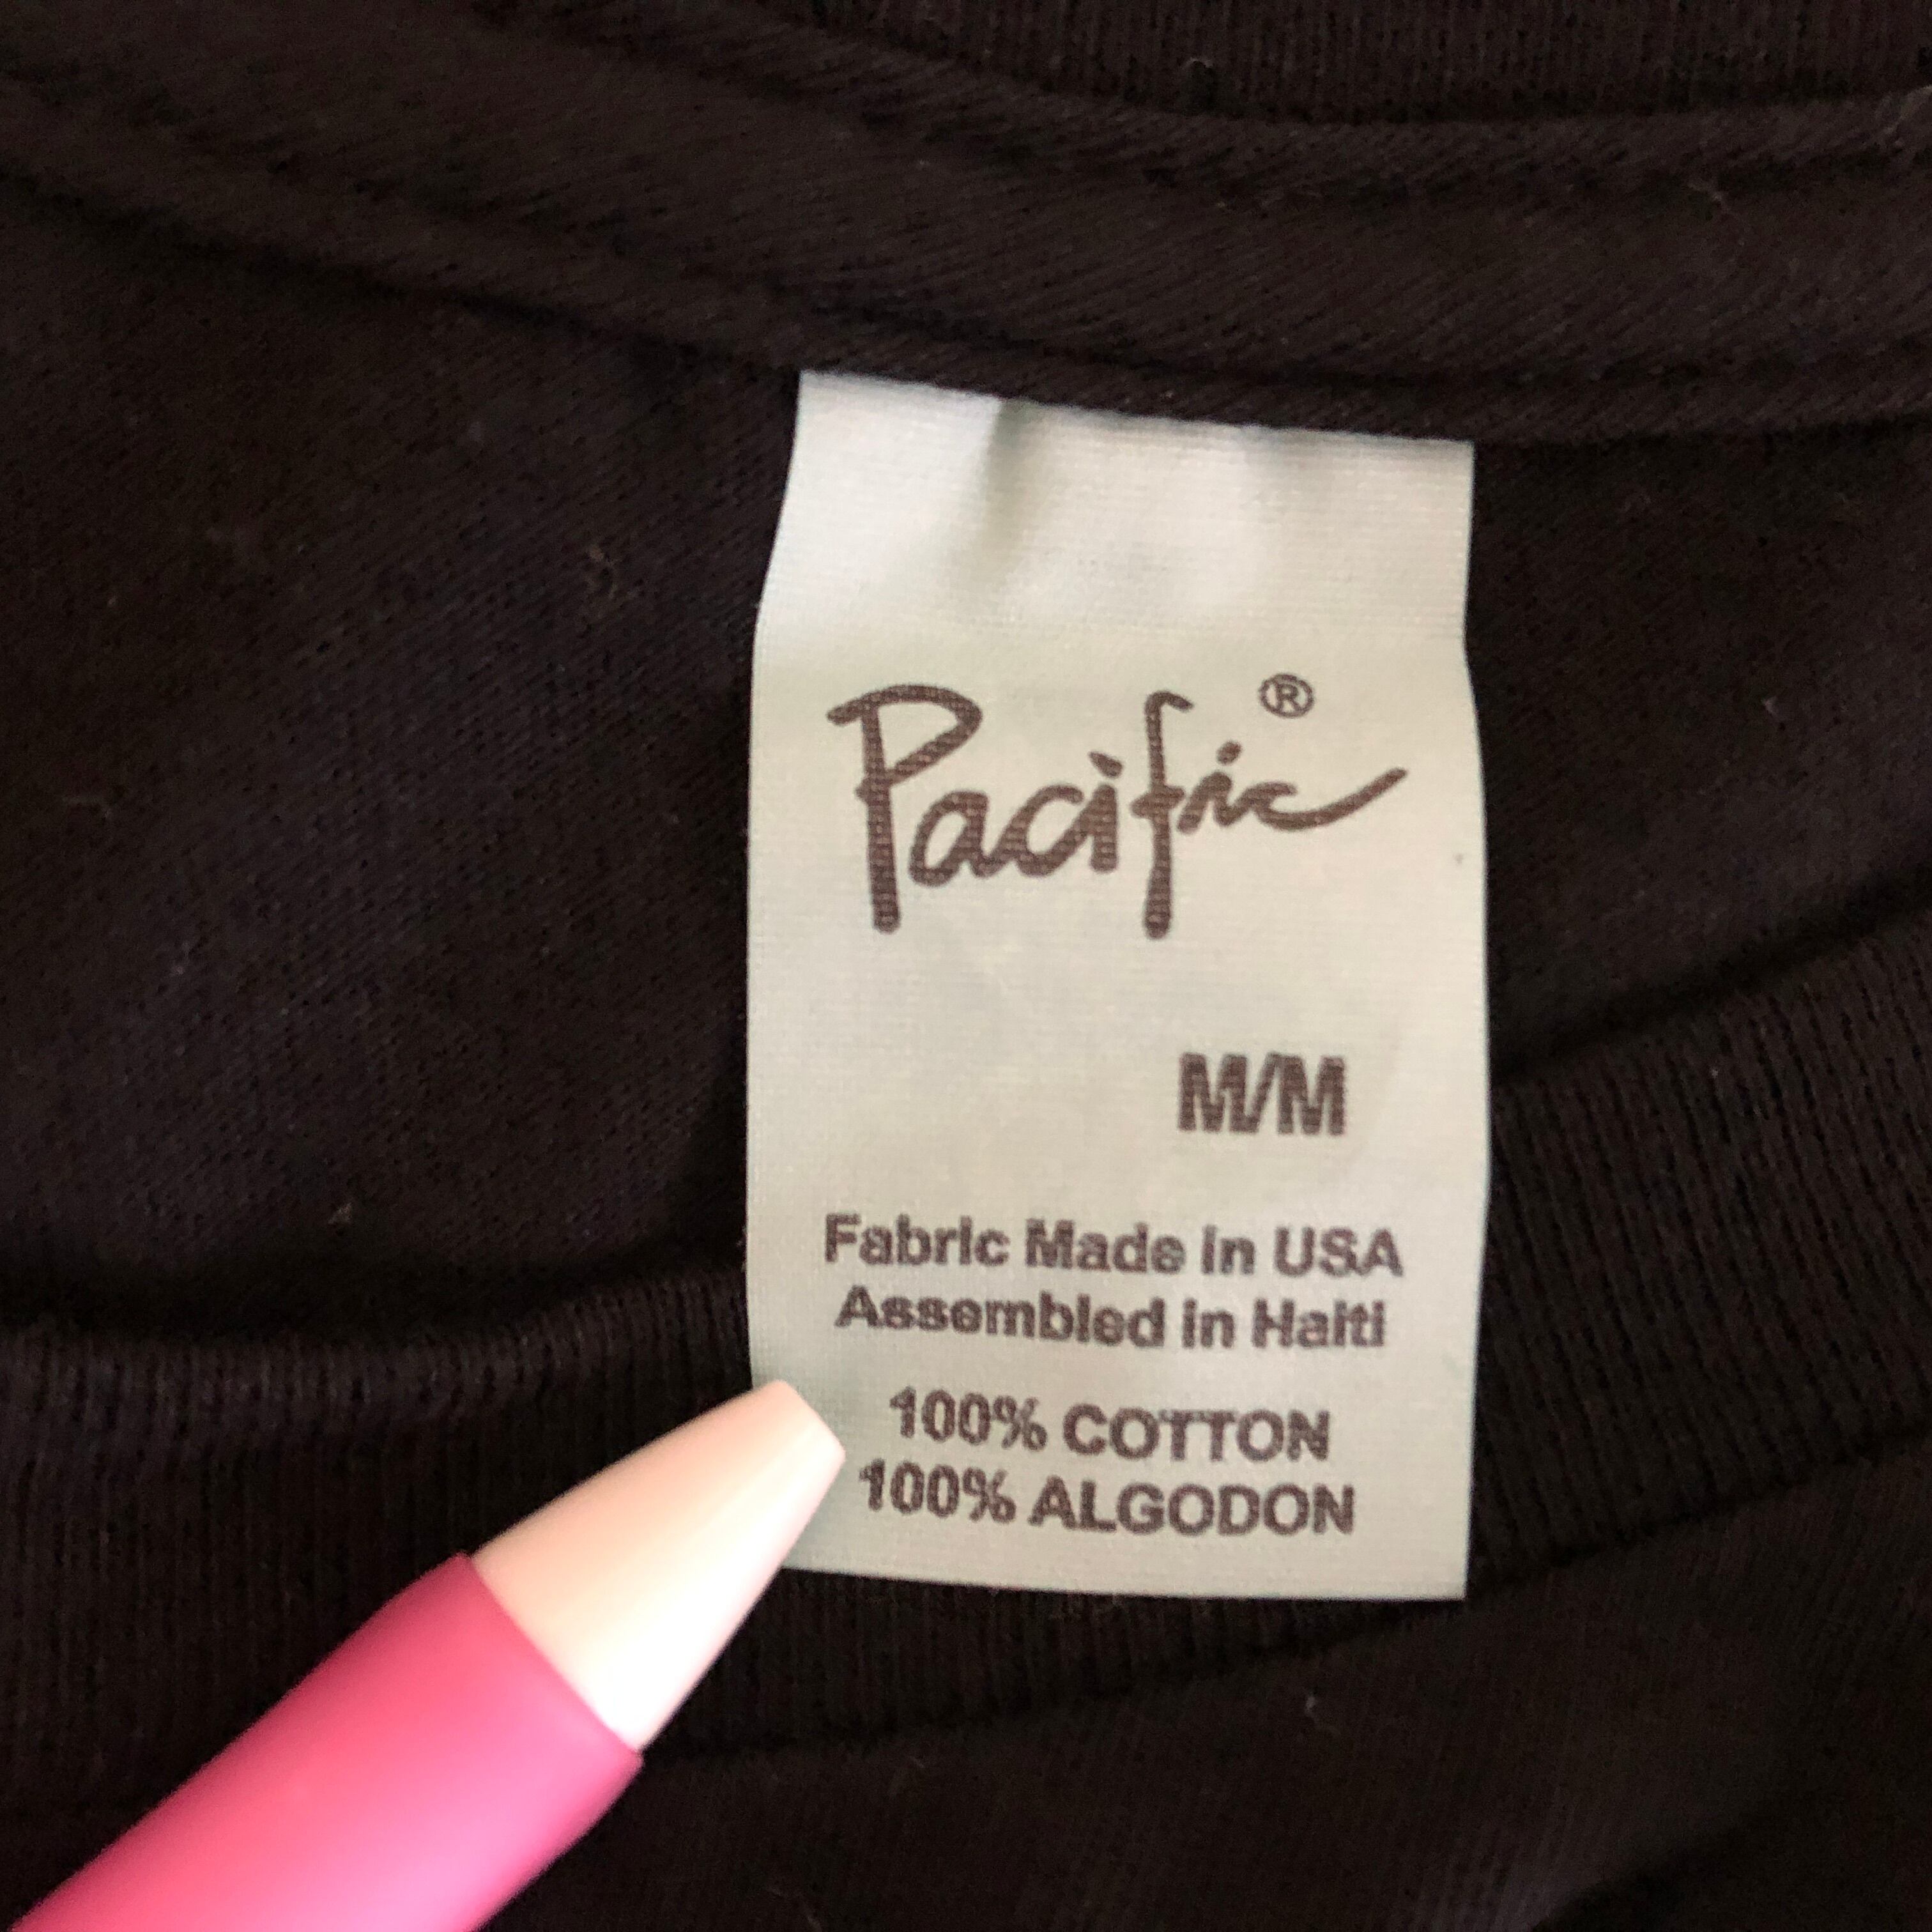 Pacific®
M/M
Fabric Made in USA
Assembled in Haiti
100% COTTON
100% ALGODON